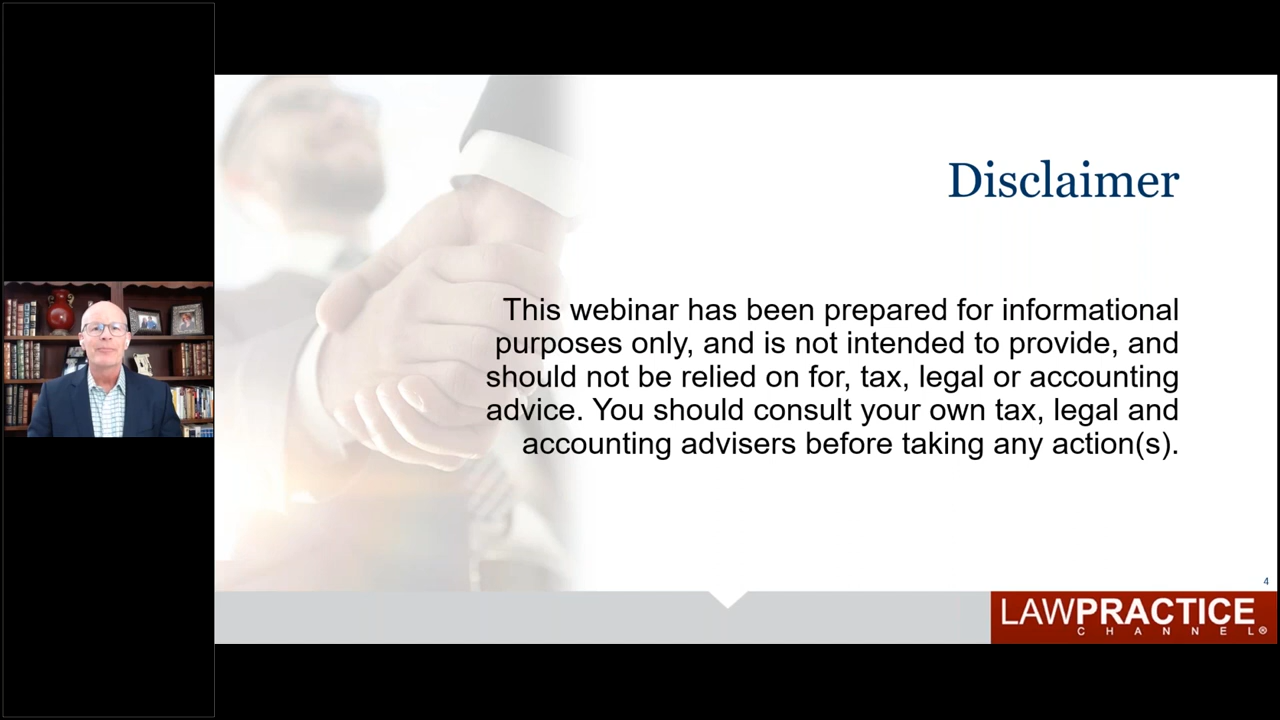 Disclaimer
This webinar has been prepared for informational
purposes only, and is not intended to provide, and
should not be relied on for, tax, legal or accounting
advice. You should consult your own tax, legal and
accounting advisers before taking any action(s).
4
LAWPRACTICE
CHANNEL®